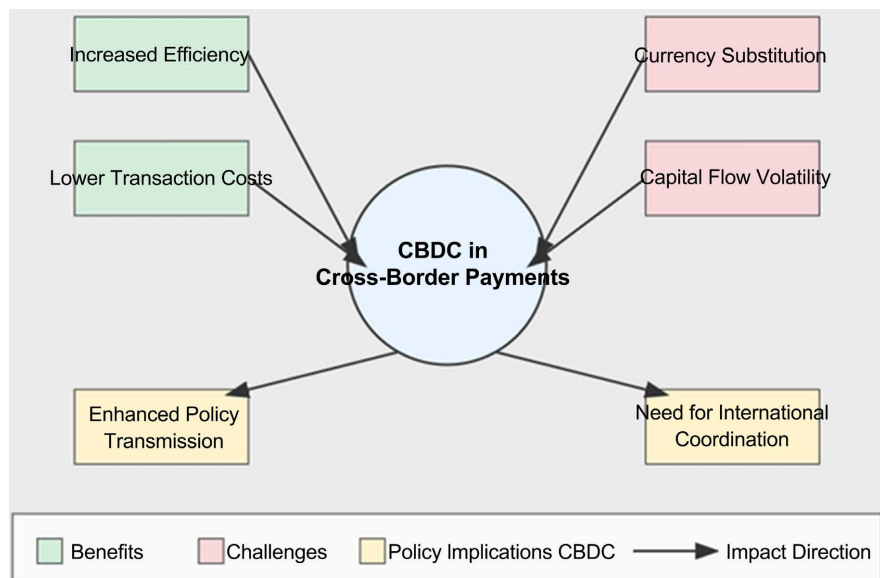 Increased Efficiency
Currency Substitution
Lower Transaction Costs
Capital Flow Volatility
CBDC in
Cross-Border Payments
Enhanced Policy
Transmission
Need for International
Coordination
Benefits
Challenges
Policy Implications CBDC
Impact Direction